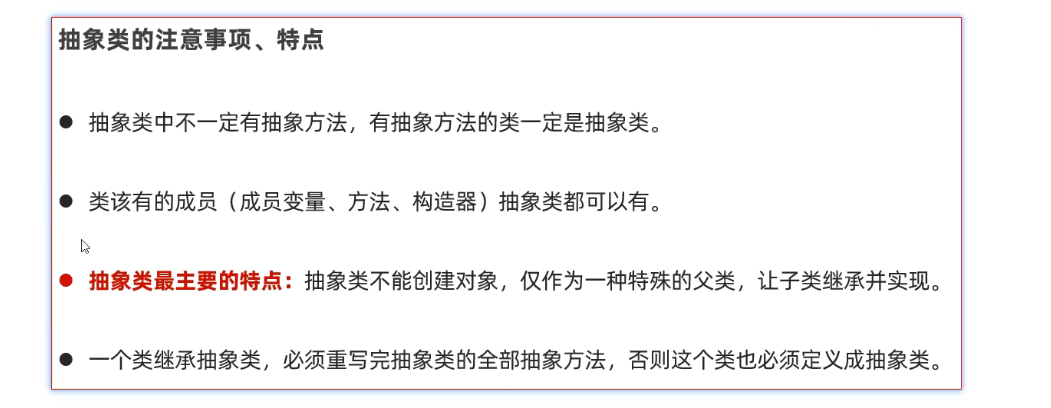 抽象类的注意事项、特点
● 抽象类中不一定有抽象方法，有抽象方法的类一定是抽象类。
● 类该有的成员（成员变量、方法、构造器）抽象类都可以有。
● 抽象类最主要的特点：抽象类不能创建对象，仅作为一种特殊的父类，让子类继承并实现。
● 一个类继承抽象类，必须重写完抽象类的全部抽象方法，否则这个类也必须定义成抽象类。